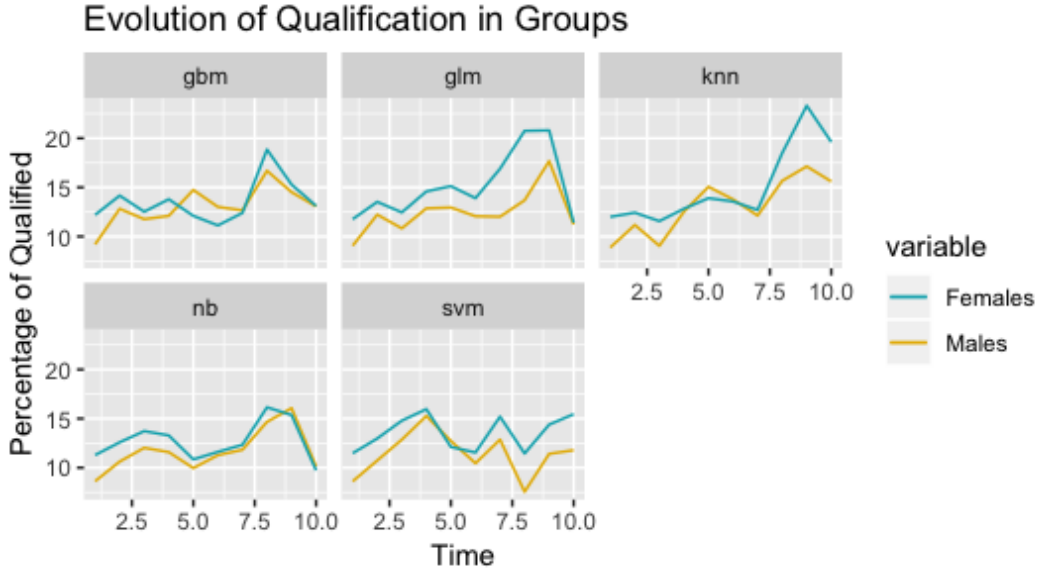 Evolution of Qualification in Groups
gbm
glm
knn
20
15
10
2.5
5.0
7.5
10.0
nb
svm
20
15
10
2.5
5.0
7.5
10.0
2.5
5.0
7.5
10.0
Percentage of Qualified
Time
variable
Females
Males